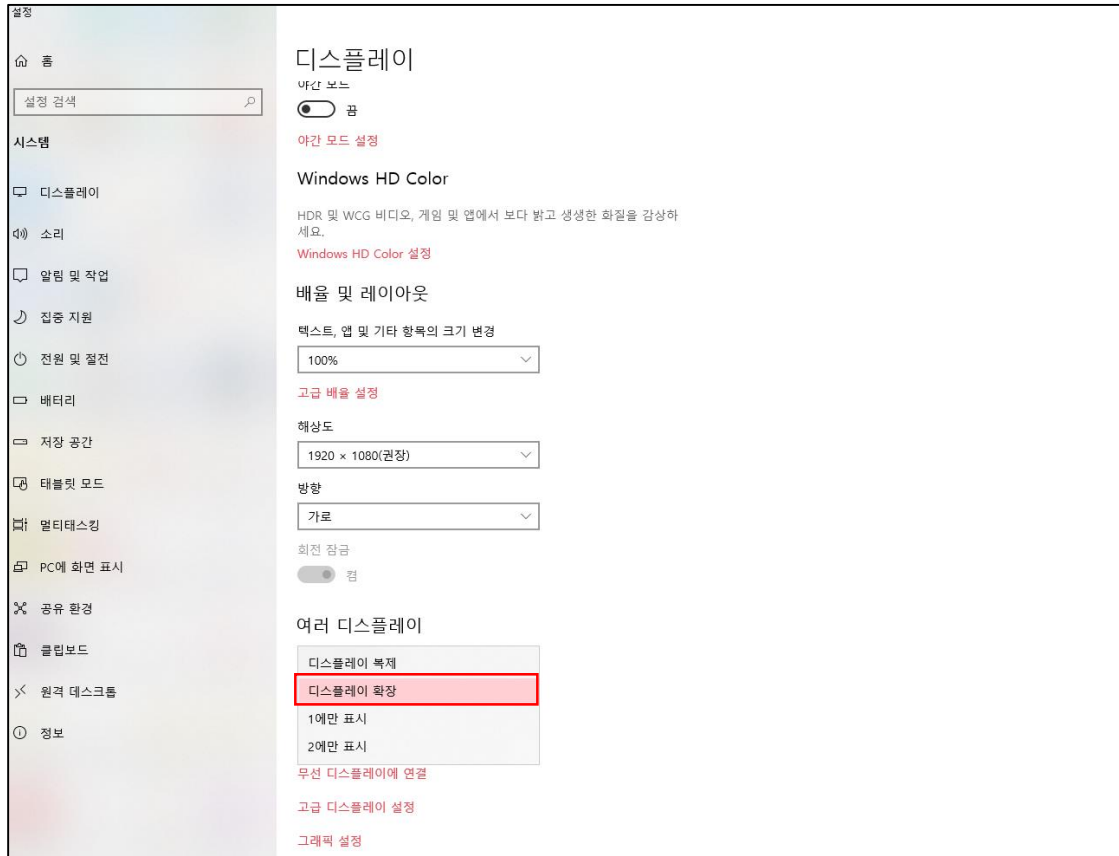 설정
홈
설정 검색
시스템
디스플레이
소리
알림 및 작업
집중 지원
전원 및 절전
배터리
저장 공간
태블릿 모드
멀티태스킹
PC에 화면 표시
공유 환경
클립보드
원격 데스크톱
정보
디스플레이
야간 모드
끔
야간 모드 설정
Windows HD Color
HDR 및 WCG 비디오, 게임 및 앱에서 보다 밝고 생생한 화질을 감상하
세요.
Windows HD Color 설정
배율 및 레이아웃
텍스트, 앱 및 기타 항목의 크기 변경
100%
고급 배율 설정
해상도
1920 × 1080(권장)
방향
가로
회전 잠금
켬
여러 디스플레이
디스플레이 복제
디스플레이 확장
1에만 표시
2에만 표시
무선 디스플레이에 연결
고급 디스플레이 설정
그래픽 설정